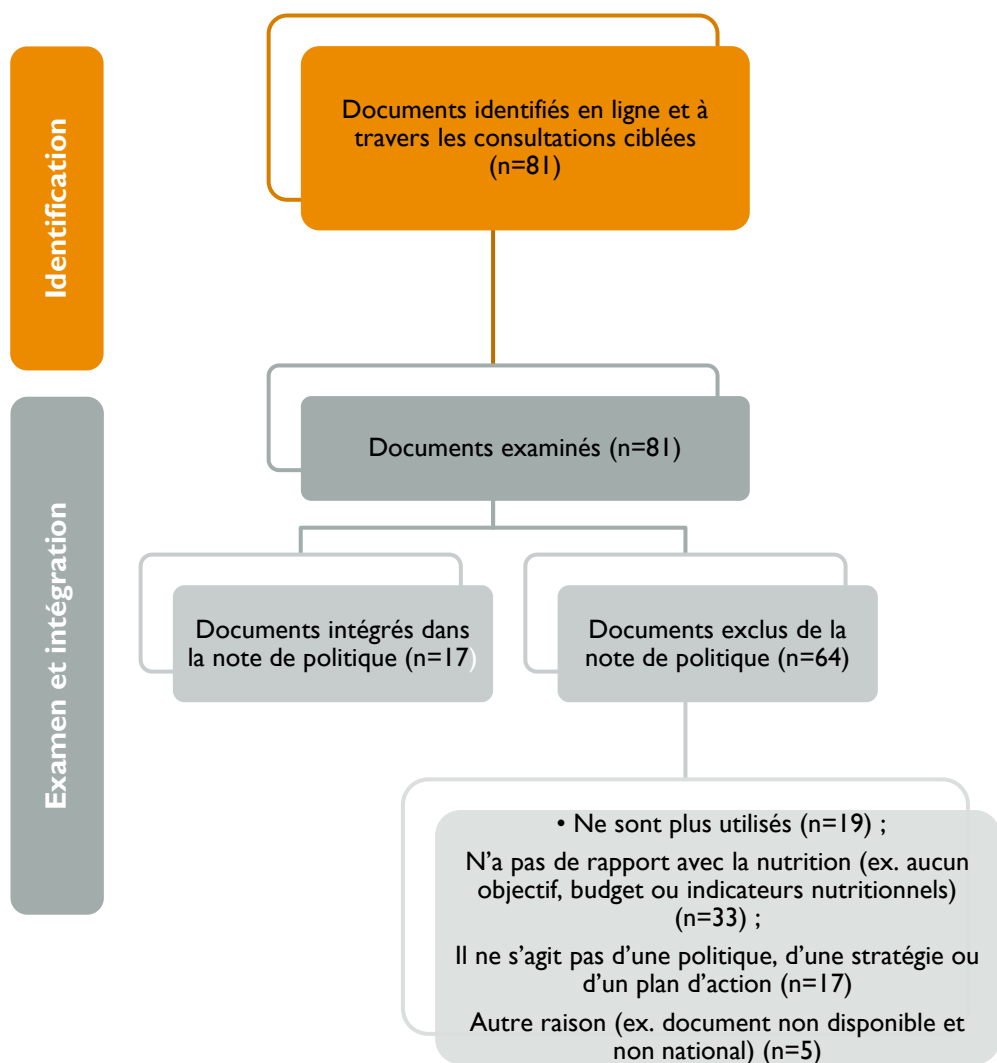 Identification
Documents identifiés en ligne et à
travers les consultations ciblées
(n=81)
Examen et intégration
Documents examinés (n=81)
Documents intégrés dans
la note de politique (n=17)
Documents exclus de la
note de politique (n=64)
• Ne sont plus utilisés (n=19) ;
N'a pas de rapport avec la nutrition (ex. aucun
objectif, budget ou indicateurs nutritionnels)
(n=33) ;
Il ne s'agit pas d'une politique, d'une stratégie ou
d'un plan d'action (n=17)
Autre raison (ex. document non disponible et
non national) (n=5)